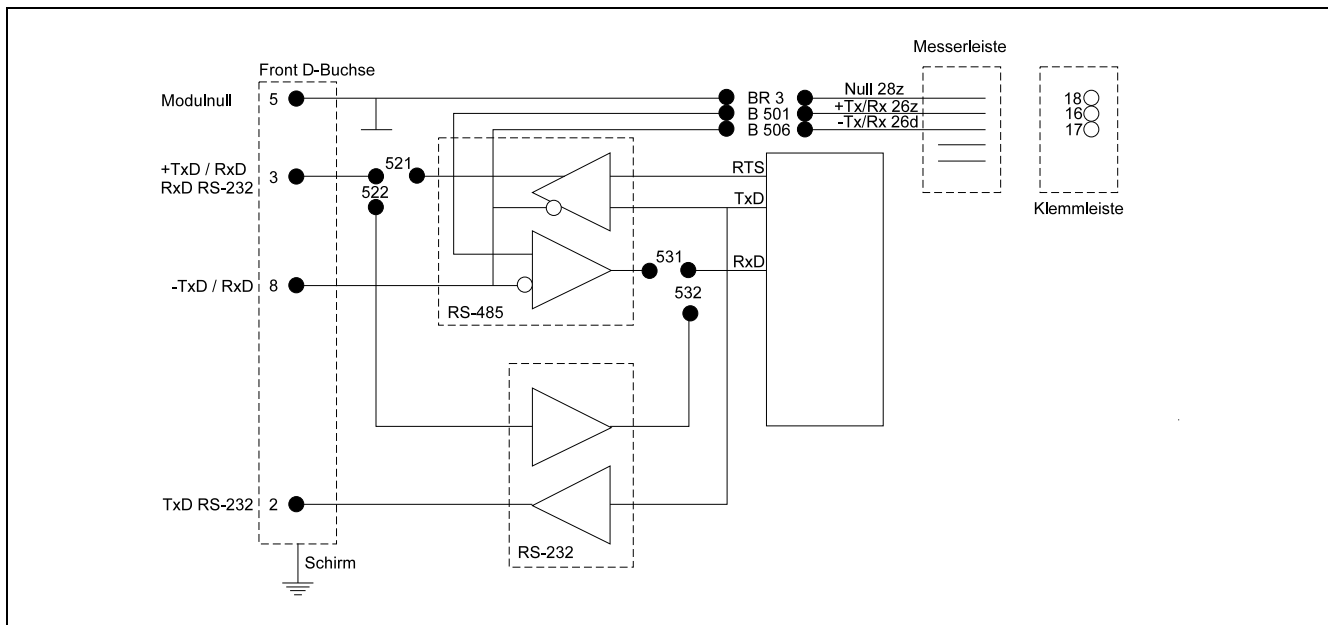 Messerleiste
Front D-Buchse
Modulnull 5
BR 3
Null 28z
18
B 501
+Tx/Rx 26z
16
B 506
-Tx/Rx 26d
17
+TxD / RxD
RxD RS-232
3
521
522
RTS
TxD
Klemmleiste
531
RxD
532
-TxD / RxD 8
RS-485
TxD RS-232 2
RS-232
Schirm